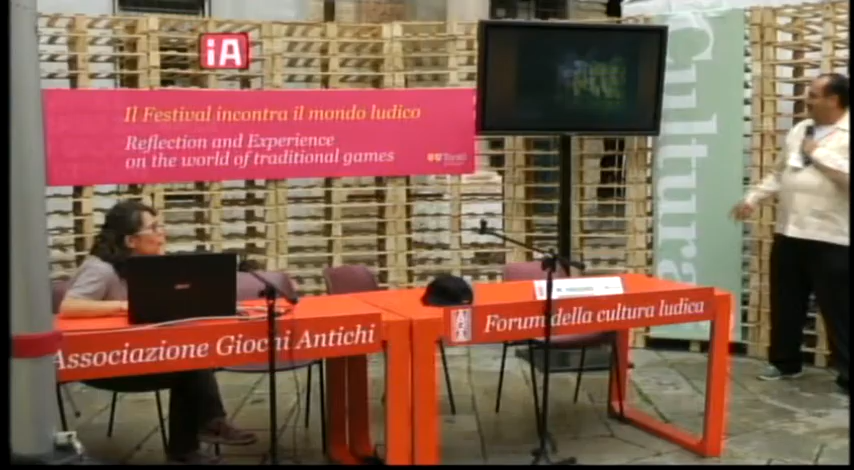 iA
Il Festival incontra il mondo ludico
Reflection and Experience
on the world of traditional games
Cultura
Associazione Giochi Antichi
AGA
Forum della cultura ludica